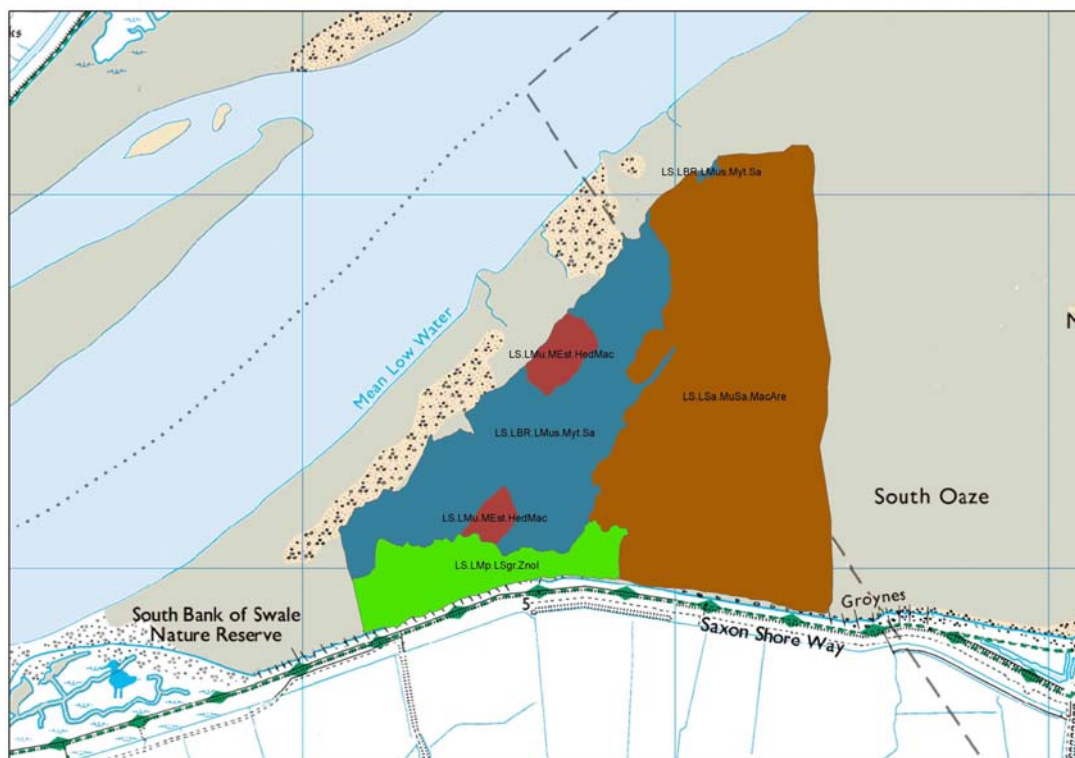 ks
LS.LBR.LMus.Myt.Sa
N
Mean Low Water
LS.LMu.MEst.HedMac
LS.LSa.MuSa.MacAre
LS.LBR.LMus.Myt.Sa
South Oaze
LS.LMu.MEst.HedMac
LS.LMp.LSgr.Znol
South Bank of Swale
Nature Reserve
5
Groynes
Saxon Shore Way